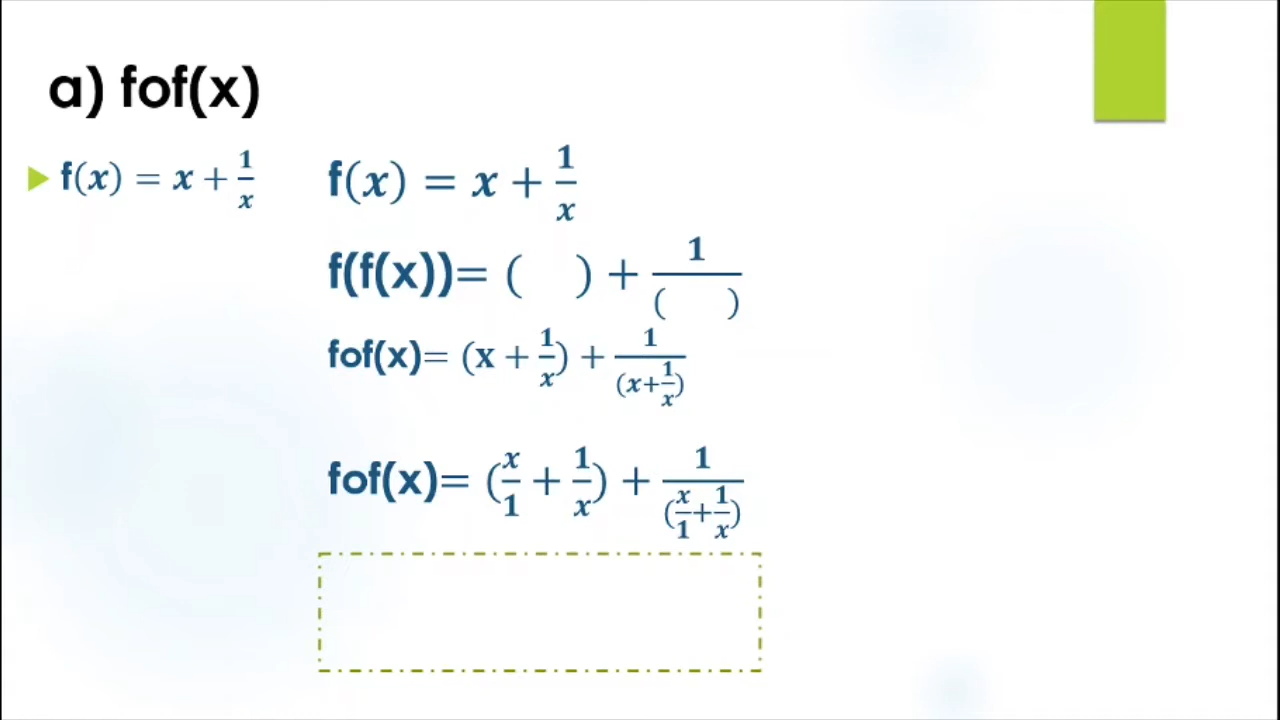 a) fof(x)
f(x) = x + 1/x
f(x) = x + 1/x
f(f(x))= (   ) + 1/(   )
fof(x)= (x + 1/x) + 1/(x+1/x)
fof(x)= (x/1 + 1/x) + 1/(x/1+1/x)